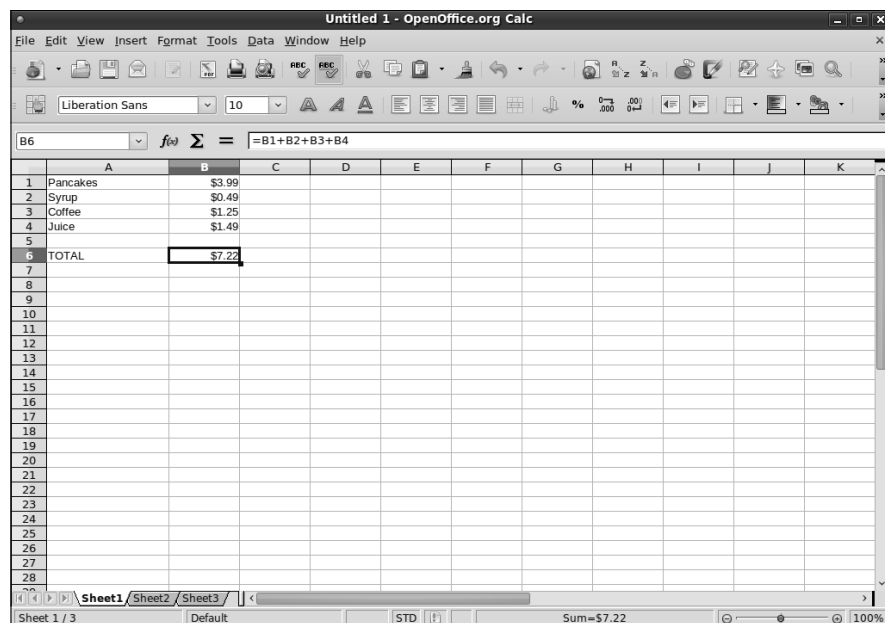 Untitled 1 - OpenOffice.org Calc
File Edit View Insert Format Tools Data Window Help
Liberation Sans 10
B6 f(x) Σ = =B1+B2+B3+B4
A B C D E F G H I J K
1 Pancakes $3.99
2 Syrup $0.49
3 Coffee $1.25
4 Juice $1.49
5
6 TOTAL $7.22
7
8
9
10
11
12
13
14
15
16
17
18
19
20
21
22
23
24
25
26
27
28
Sheet1 Sheet2 Sheet3
Sheet 1 / 3 Default STD Sum=$7.22 100%